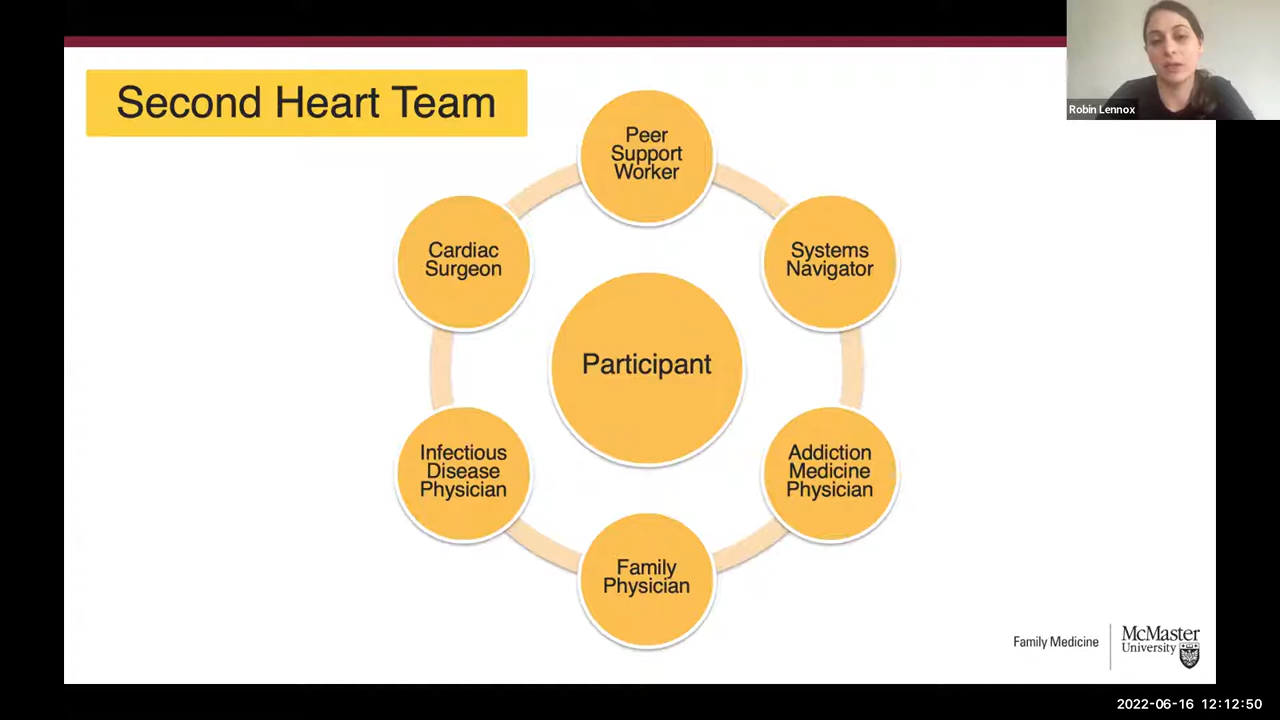 Second Heart Team
Robin Lennox
Peer
Support
Worker
Cardiac
Surgeon
Systems
Navigator
Participant
Infectious
Disease
Physician
Addiction
Medicine
Physician
Family
Physician
Family Medicine
McMaster
University
2022-06-16 12:12:50